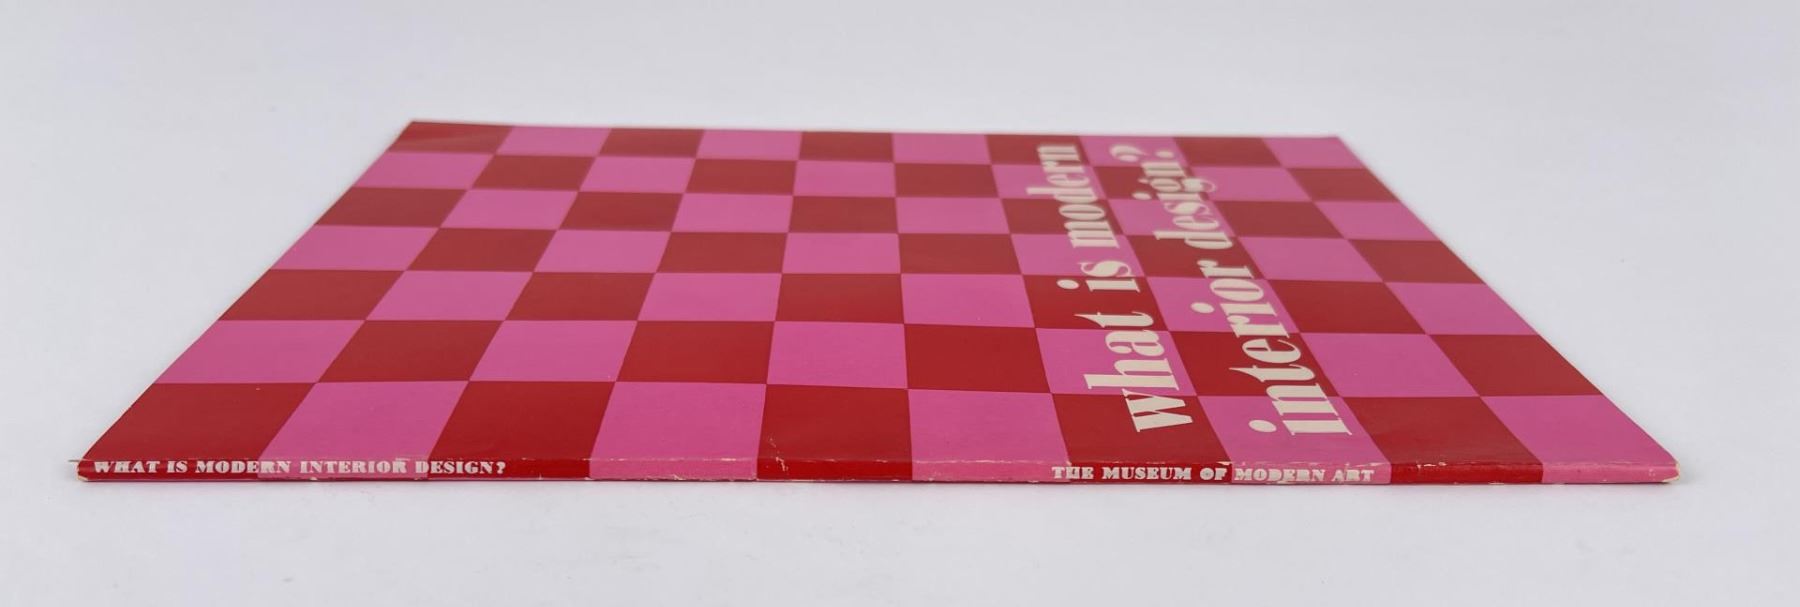 what is modern
interior design?
WHAT IS MODERN INTERIOR DESIGN?
THE MUSEUM OF MODERN ART